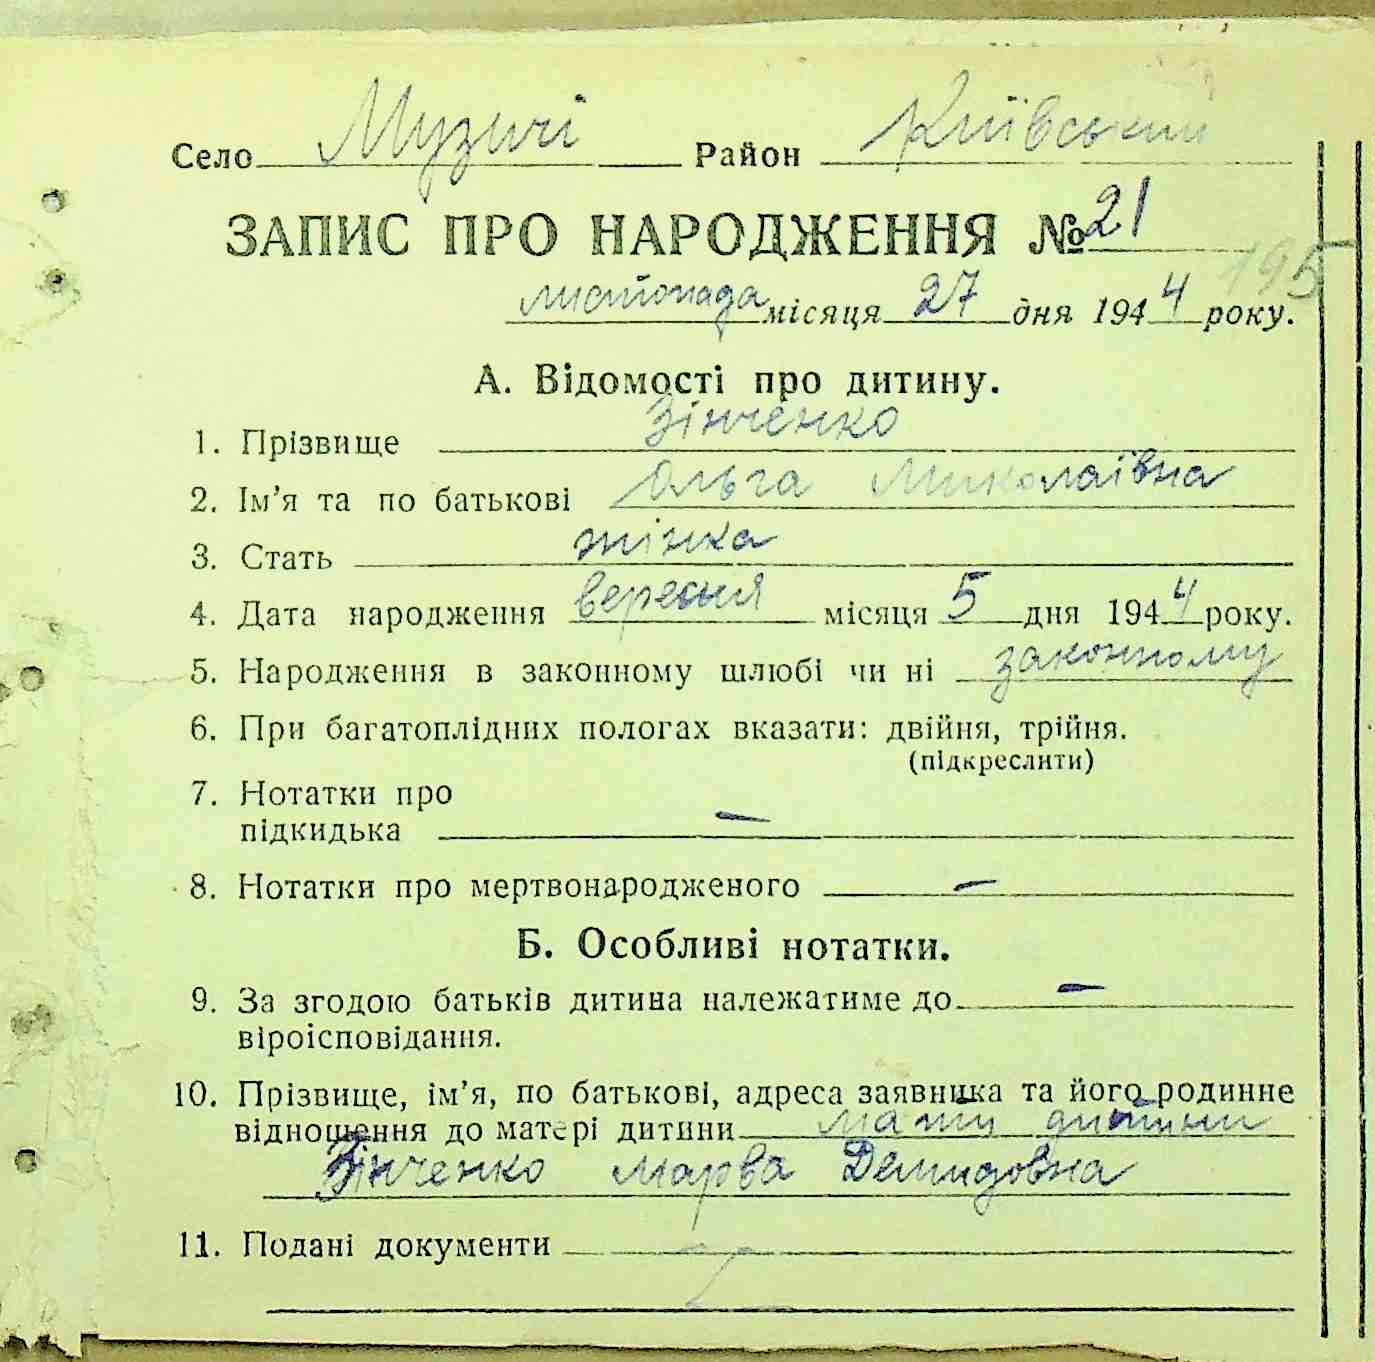 Село Музичі Район Київський
ЗАПИС ПРО НАРОДЖЕННЯ № 21
195
листопада місяця 27 дня 1944 року.
А. Відомості про дитину.
1. Прізвище Зінченко
2. Ім'я та по батькові Ольга Миколаївна
3. Стать жінка
4. Дата народження вересня місяця 5 дня 1944 року.
5. Народження в законному шлюбі чи ні законному
6. При багатоплідних пологах вказати: двійня, трійня.
(підкреслити)
7. Нотатки про
підкидька —
8. Нотатки про мертвонародженого —
Б. Особливі нотатки.
9. За згодою батьків дитина належатиме до —
віроісповідання.
10. Прізвище, ім'я, по батькові, адреса заявника та його родинне
відношення до матері дитини мати дитини
Зінченко Марва Демидовна
11. Подані документи